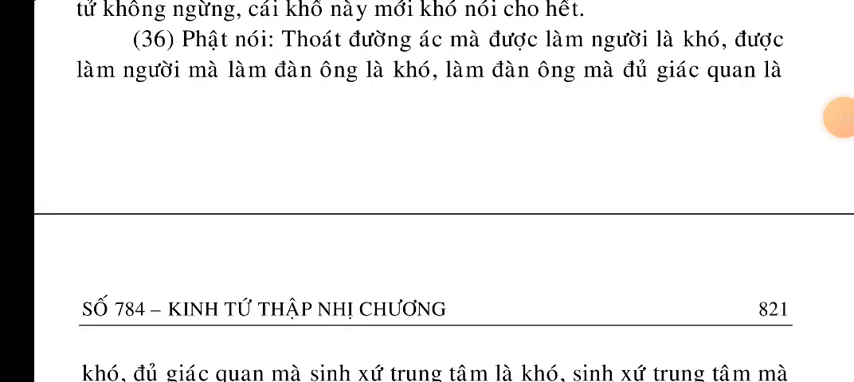 tử không ngừng, cái khổ này mới khó nói cho hết.
(36) Phật nói: Thoát đường ác mà được làm người là khó, được
làm người mà làm đàn ông là khó, làm đàn ông mà đủ giác quan là
SỐ 784 – KINH TỨ THẬP NHỊ CHƯƠNG 821
khó, đủ giác quan mà sinh xứ trung tâm là khó, sinh xứ trung tâm mà